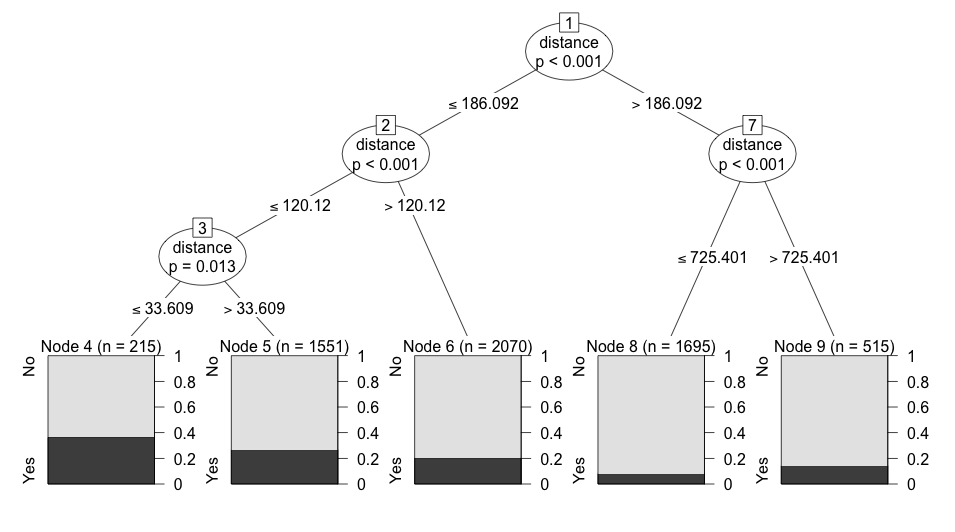 1
distance
p < 0.001
≤ 186.092
> 186.092
2
distance
p < 0.001
7
distance
p < 0.001
≤ 120.12
> 120.12
3
distance
p = 0.013
≤ 725.401
> 725.401
≤ 33.609
> 33.609
Node 4 (n = 215)
No
Yes
1
0.8
0.6
0.4
0.2
0
Node 5 (n = 1551)
No
Yes
1
0.8
0.6
0.4
0.2
0
Node 6 (n = 2070)
No
Yes
1
0.8
0.6
0.4
0.2
0
Node 8 (n = 1695)
No
Yes
1
0.8
0.6
0.4
0.2
0
Node 9 (n = 515)
No
Yes
1
0.8
0.6
0.4
0.2
0